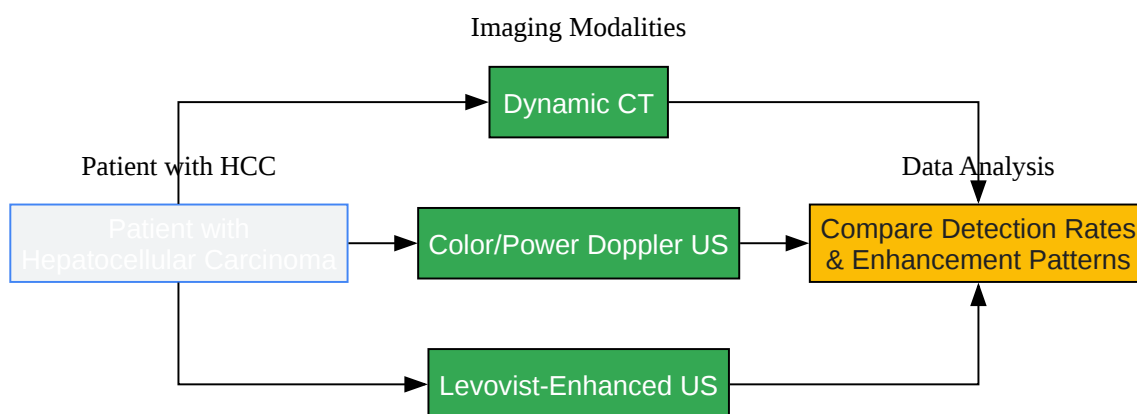 Imaging Modalities
Dynamic CT
Patient with HCC
Data Analysis
Patient with
Hepatocellular Carcinoma
Color/Power Doppler US
Compare Detection Rates
& Enhancement Patterns
Levovist-Enhanced US